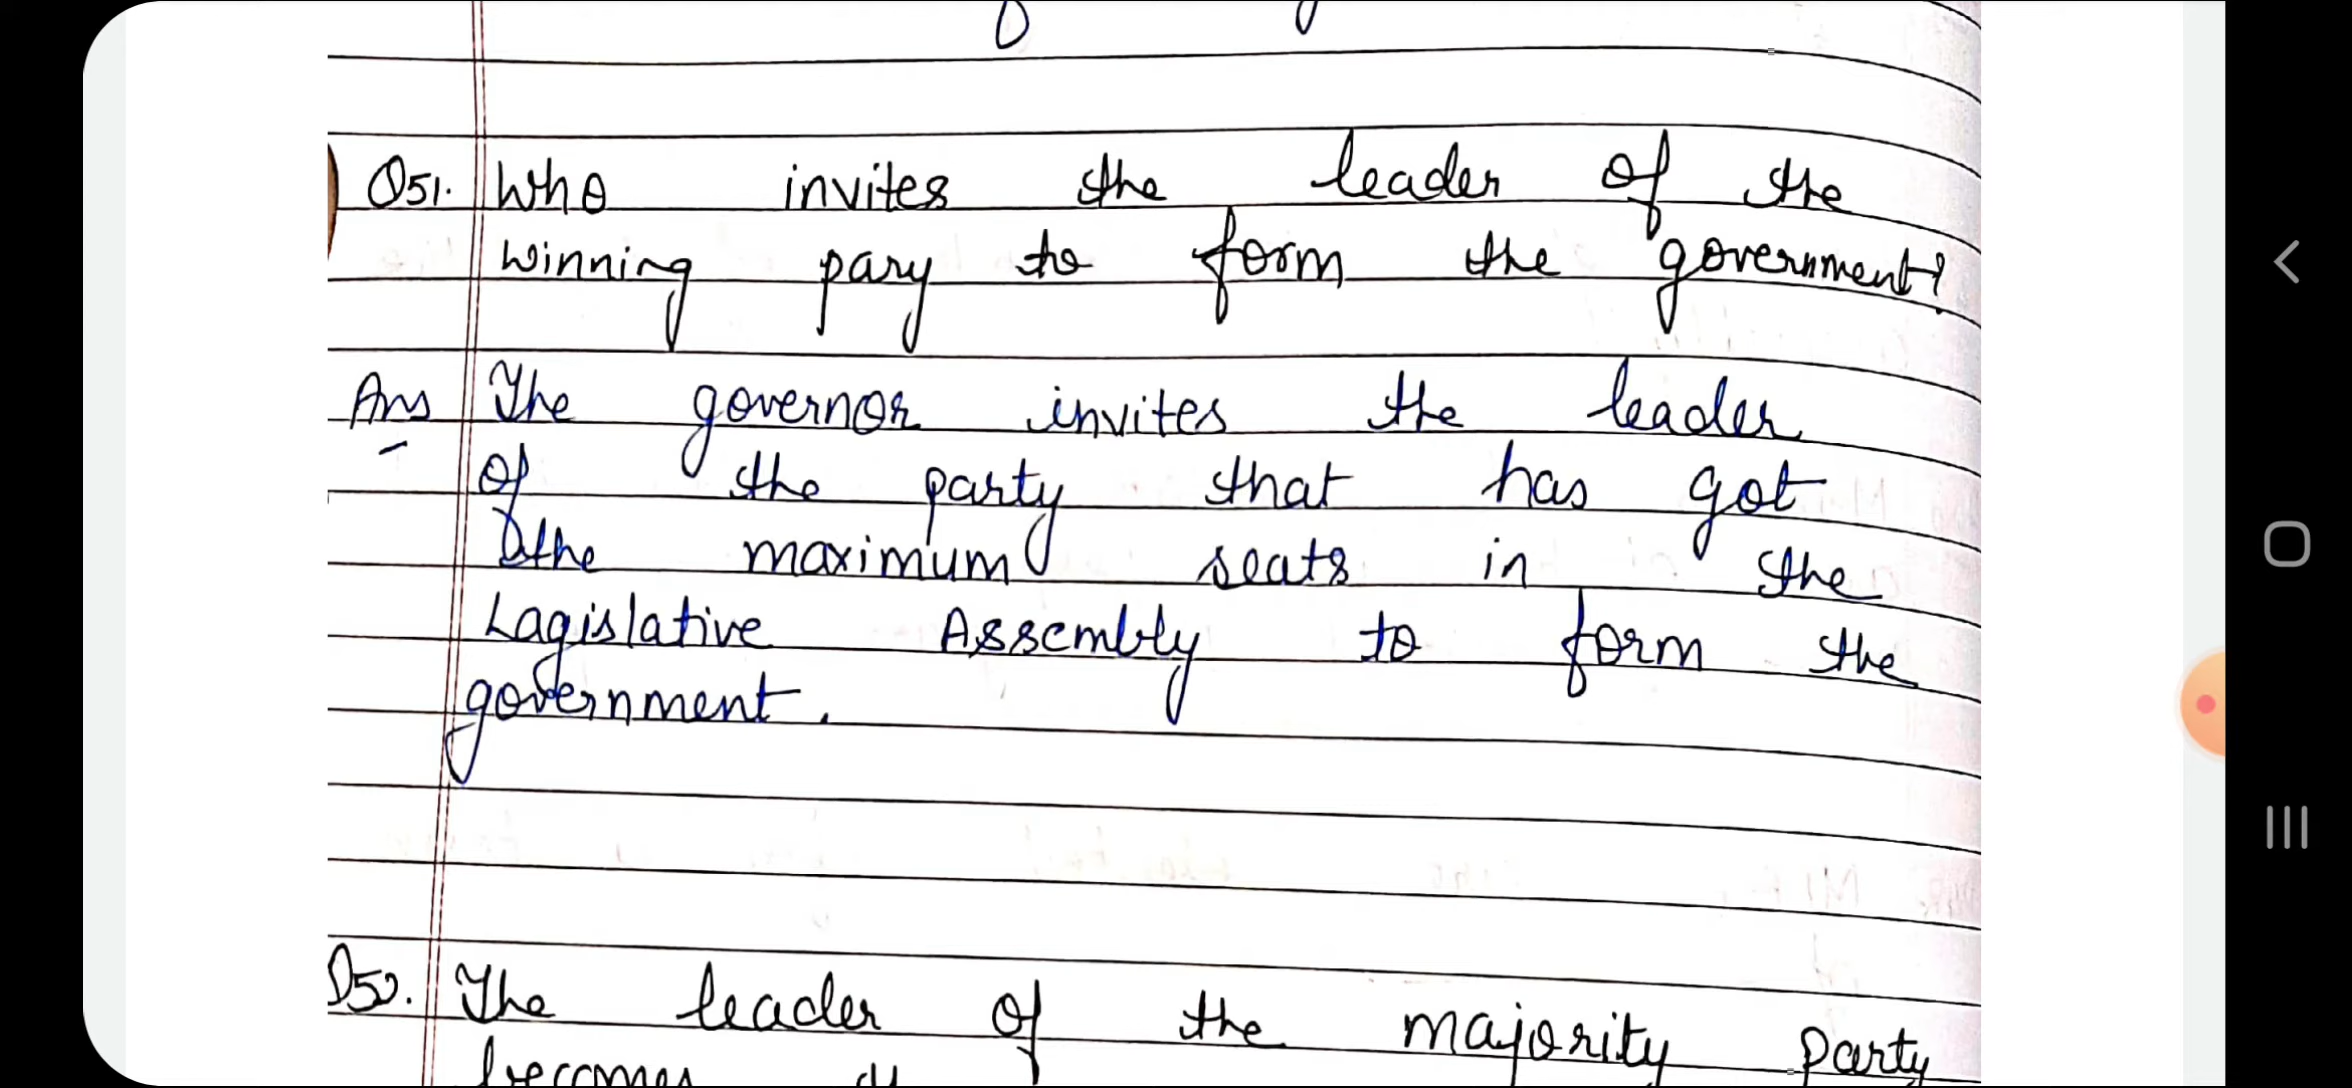 Q51. Who invites the leader of the
winning pary to form the government?
Ans The governor invites the leader
of the party that has got
the maximum seats in the
Lagislative Assembly to form the
government.
The leader of the majority party
becomes